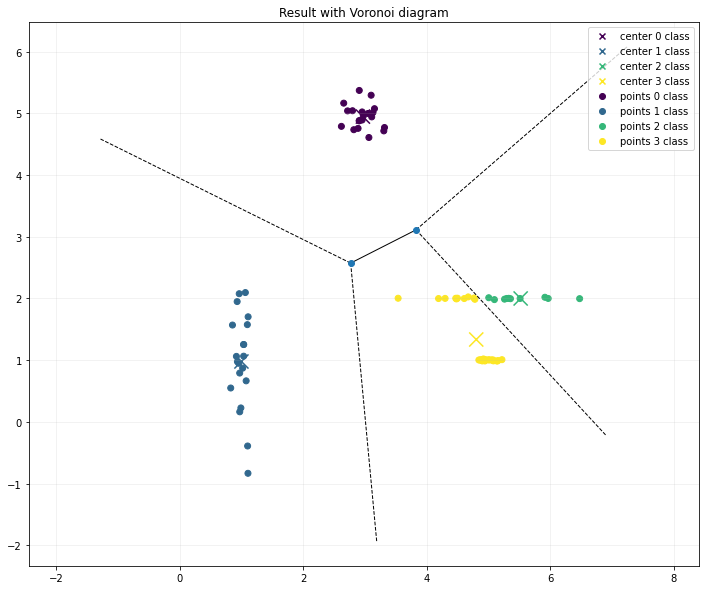 Result with Voronoi diagram
center 0 class
center 1 class
center 2 class
center 3 class
points 0 class
points 1 class
points 2 class
points 3 class
6
5
4
3
2
1
0
−1
−2
−2 0 2 4 6 8